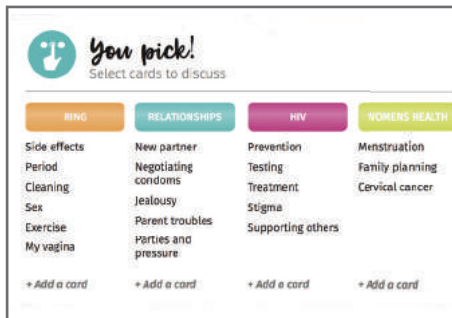 You pick!
Select cards to discuss
RING
Side effects
Period
Cleaning
Sex
Exercise
My vagina
+ Add a card
RELATIONSHIPS
New partner
Negotiating
condoms
Jealousy
Parent troubles
Parties and
pressure
+ Add a card
HIV
Prevention
Testing
Treatment
Stigma
Supporting others
+ Add a card
WOMENS HEALTH
Menstruation
Family planning
Cervical cancer
+ Add a card